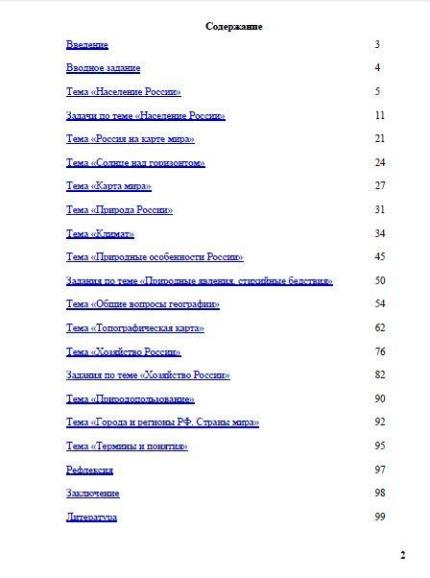 Содержание
Введение 3
Вводное задание 4
Тема «Население России» 5
Задачи по теме «Население России» 11
Тема «Россия на карте мира» 21
Тема «Солнце над горизонтом» 24
Тема «Карта мира» 27
Тема «Природа России» 31
Тема «Климат» 34
Тема «Природные особенности России» 45
Задания по теме «Природные явления, стихийные бедствия» 50
Тема «Общие вопросы географии» 54
Тема «Топографическая карта» 62
Тема «Хозяйство России» 76
Задания по теме «Хозяйство России» 82
Тема «Природопользование» 90
Тема «Города и регионы РФ. Страны мира» 92
Тема «Термины и понятия» 95
Рефлексия 97
Заключение 98
Литература 99
2